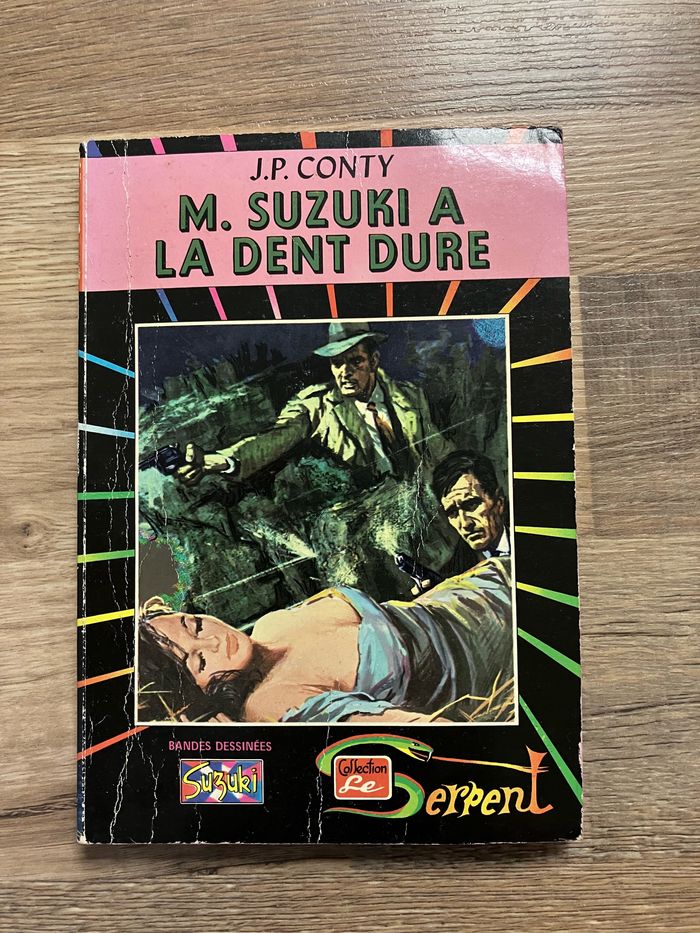 J.P. CONTY
M. SUZUKI A
LA DENT DURE
BANDES DESSINÉES
Suzuki
Collection
Le
Serpent